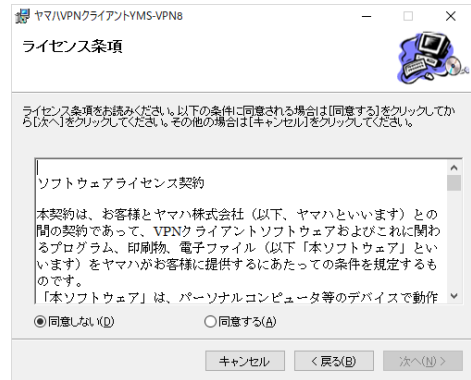 ヤマハVPNクライアントYMS-VPN8
ライセンス条項
ライセンス条項をお読みください。以下の条件に同意される場合は[同意する]をクリックしてか
ら[次へ]をクリックしてください。その他の場合は[キャンセル]をクリックしてください。
ソフトウェアライセンス契約
本契約は、お客様とヤマハ株式会社（以下、ヤマハといいます）との
間の契約であって、VPNクライアントソフトウェアおよびこれに関わ
るプログラム、印刷物、電子ファイル（以下「本ソフトウェア」とい
います）をヤマハがお客様に提供するにあたっての条件を規定するも
のです。
「本ソフトウェア」は、パーソナルコンピュータ等のデバイスで動作
同意しない(D)
同意する(A)
キャンセル
< 戻る(B)
次へ(N) >